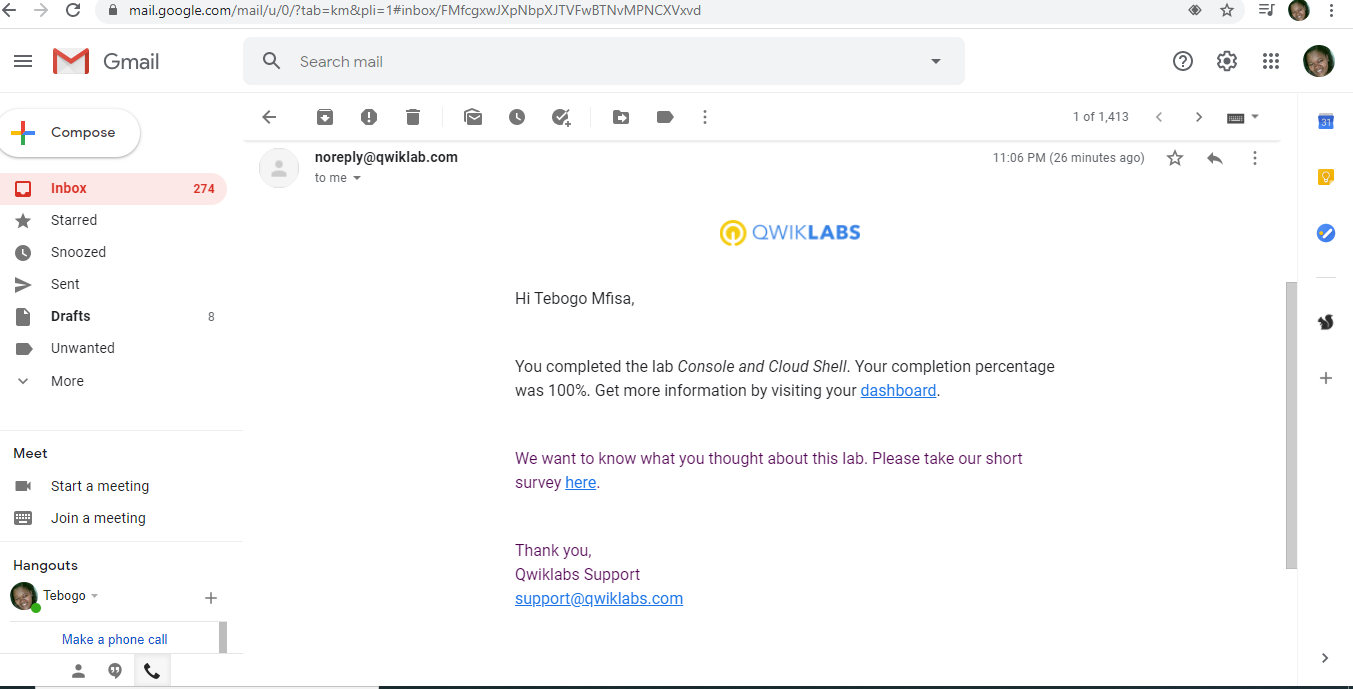 mail.google.com/mail/u/0/?tab=km&pli=1#inbox/FMfcgxwJXpNbpXJTVFwBTNvMPNCXVxvd
Gmail
Search mail
Compose
1 of 1,413
Inbox 274
Starred
Snoozed
Sent
Drafts 8
Unwanted
More
Meet
Start a meeting
Join a meeting
Hangouts
Tebogo
Make a phone call
noreply@qwiklab.com
11:06 PM (26 minutes ago)
to me
QWIKLABS
Hi Tebogo Mfisa,
You completed the lab Console and Cloud Shell. Your completion percentage
was 100%. Get more information by visiting your dashboard.
We want to know what you thought about this lab. Please take our short
survey here.
Thank you,
Qwiklabs Support
support@qwiklabs.com
31